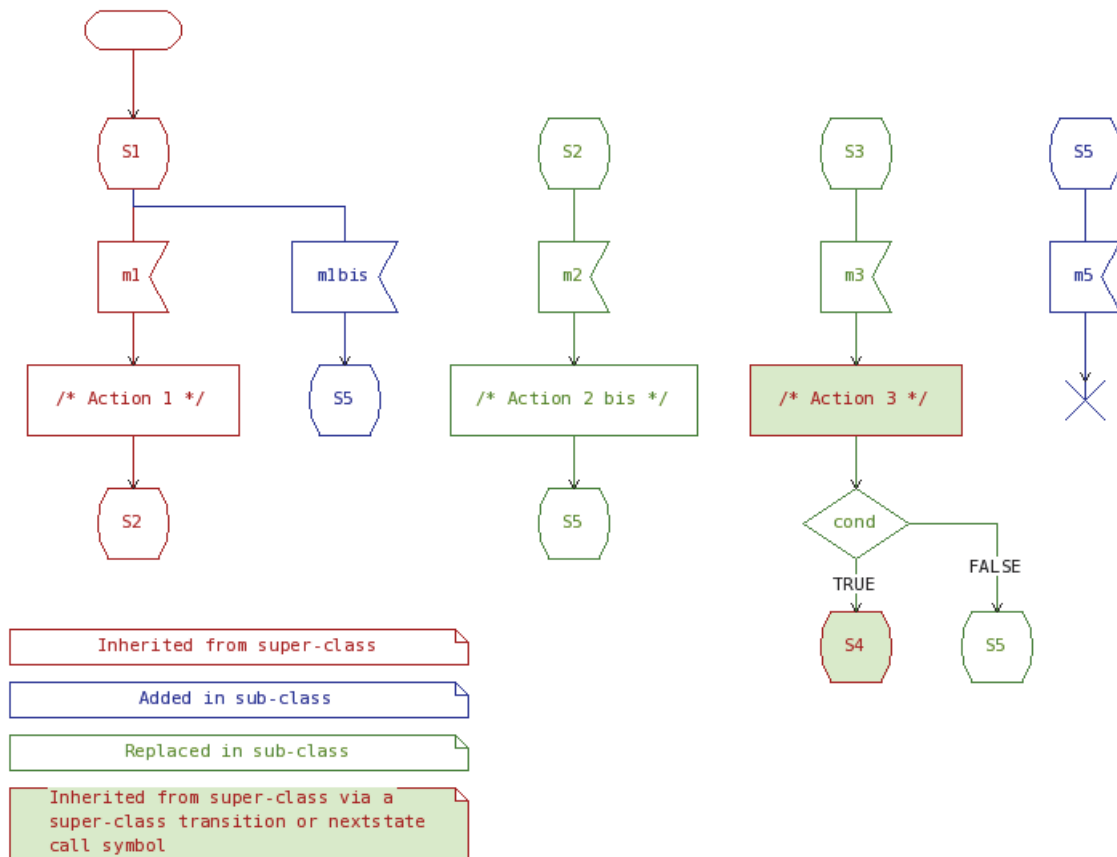 S1
S2
S3
S5
m1
m1bis
m2
m3
m5
/* Action 1 */
S5
/* Action 2 bis */
/* Action 3 */
S2
S5
cond
TRUE
FALSE
S4
S5
Inherited from super-class
Added in sub-class
Replaced in sub-class
Inherited from super-class via a
super-class transition or nextstate
call symbol